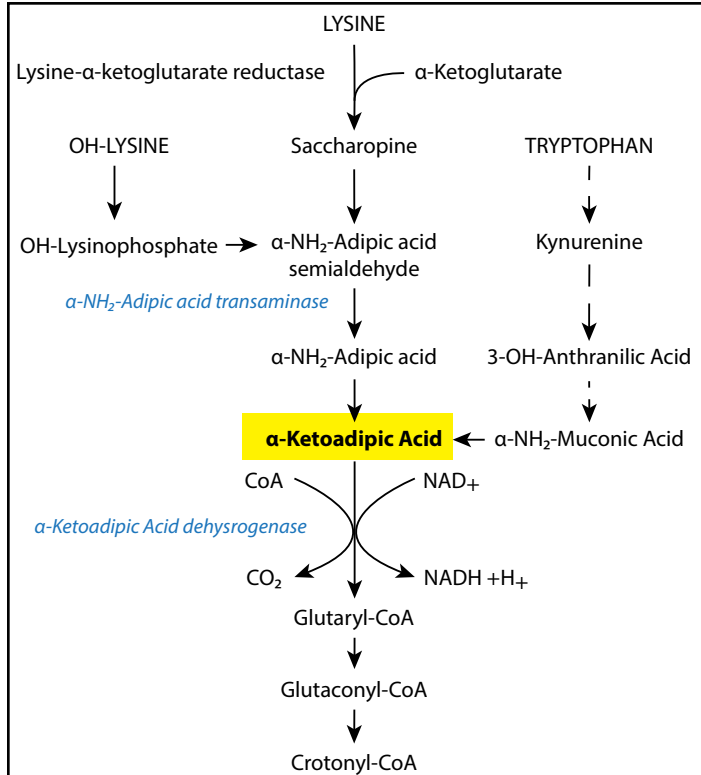 LYSINE
Lysine-α-ketoglutarate reductase
α-Ketoglutarate
OH-LYSINE
Saccharopine
TRYPTOPHAN
OH-Lysinophosphate
α-NH₂-Adipic acid
semialdehyde
Kynurenine
α-NH₂-Adipic acid transaminase
α-NH₂-Adipic acid
3-OH-Anthranilic Acid
α-Ketoadipic Acid
α-NH₂-Muconic Acid
CoA
NAD+
α-Ketoadipic Acid dehysrogenase
CO₂
NADH +H+
Glutaryl-CoA
Glutaconyl-CoA
Crotonyl-CoA